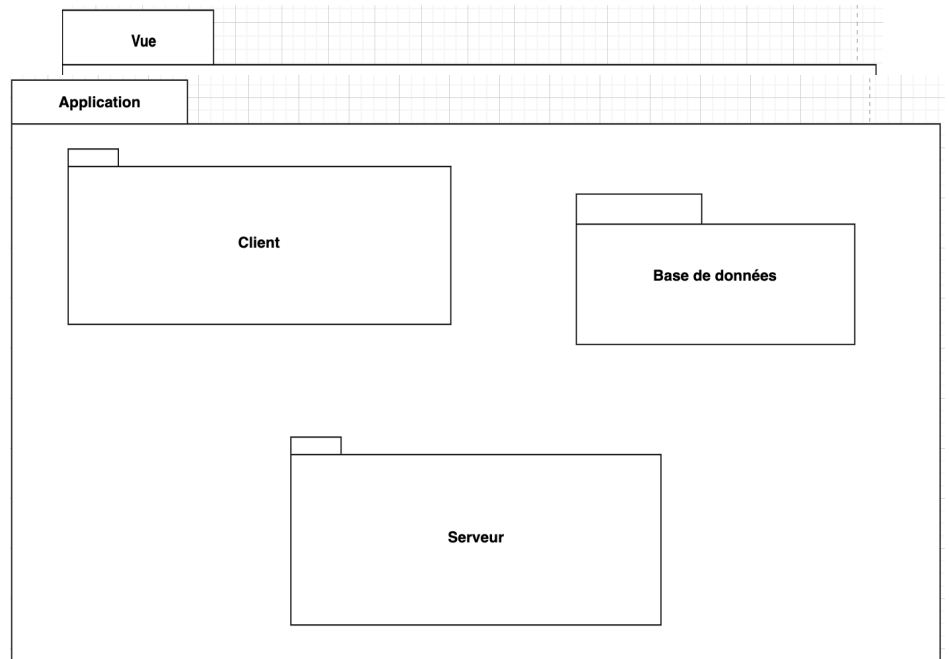 Vue
Application
Client
Base de données
Serveur